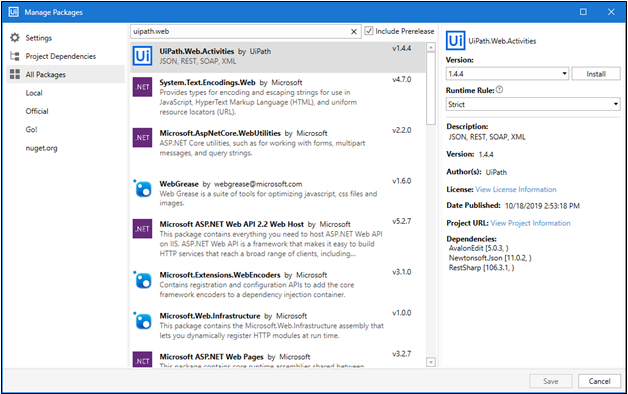 Ui Manage Packages
Settings
Project Dependencies
All Packages
Local
Official
Go!
nuget.org
uipath.web
Include Prerelease
Ui
UiPath.Web.Activities by UiPath v1.4.4
JSON, REST, SOAP, XML
.NET
System.Text.Encodings.Web by Microsoft v4.7.0
Provides types for encoding and escaping strings for use in
JavaScript, HyperText Markup Language (HTML), and uniform
resource locators (URL).
.NET
Microsoft.AspNetCore.WebUtilities by Microsoft v2.2.0
ASP.NET Core utilities, such as for working with forms, multipart
messages, and query strings.
WebGrease by webgrease@microsoft.com v1.6.0
Web Grease is a suite of tools for optimizing javascript, css files and
images.
.NET
Microsoft ASP.NET Web API 2.2 Web Host by Microsoft v5.2.7
This package contains everything you need to host ASP.NET Web API
on IIS. ASP.NET Web API is a framework that makes it easy to build
HTTP services that reach a broad range of clients, including...
Microsoft.Extensions.WebEncoders by Microsoft v3.1.0
Contains registration and configuration APIs to add the core
framework encoders to a dependency injection container.
Microsoft.Web.Infrastructure by Microsoft v1.0.0
This package contains the Microsoft.Web.Infrastructure assembly that
lets you dynamically register HTTP modules at run time.
.NET
Microsoft ASP.NET Web Pages by Microsoft v3.2.7
This package contains core runtime assemblies shared between
Ui UiPath.Web.Activities
Version:
1.4.4 Install
Runtime Rule: ?
Strict
Description:
JSON, REST, SOAP, XML
Version: 1.4.4
Author(s): UiPath
License: View License Information
Date Published: 10/18/2019 2:53:18 PM
Project URL: View Project Information
Dependencies:
AvalonEdit [5.0.3, )
NewtonsoftJson [11.0.2, )
RestSharp [106.3.1, )
Save Cancel